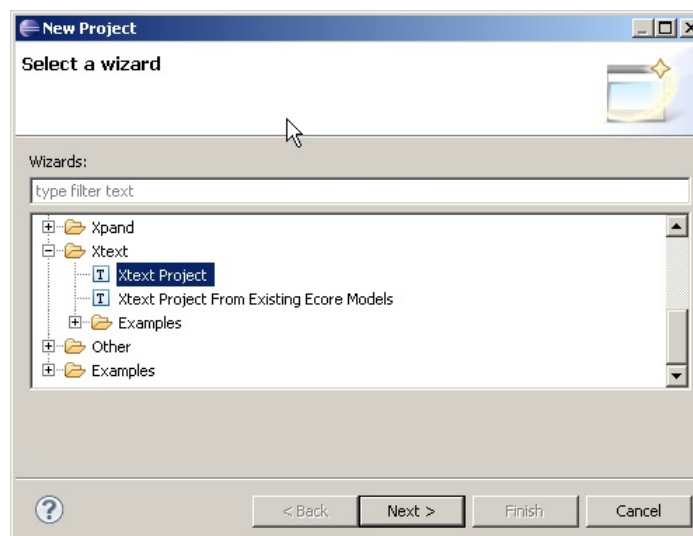 New Project
Select a wizard
Wizards:
type filter text
Xpand
Xtext
Xtext Project
Xtext Project From Existing Ecore Models
Examples
Other
Examples
< Back Next > Finish Cancel